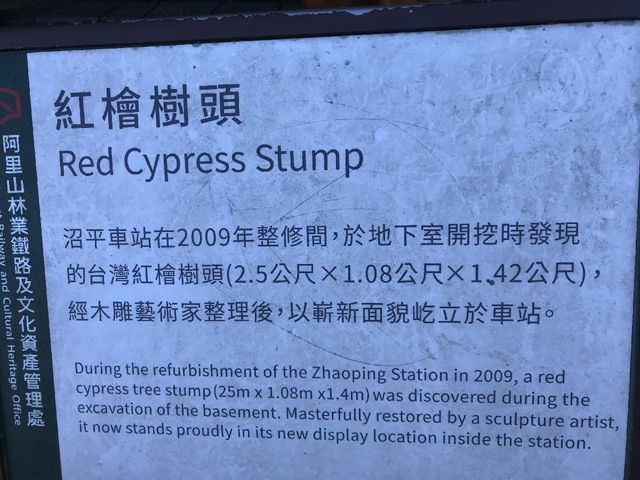 紅檜樹頭
Red Cypress Stump
沼平車站在2009年整修間，於地下室開挖時發現
的台灣紅檜樹頭(2.5公尺×1.08公尺×1.42公尺)，
經木雕藝術家整理後，以嶄新面貌屹立於車站。
During the refurbishment of the Zhaoping Station in 2009, a red
cypress tree stump(25m x 1.08m x1.4m) was discovered during the
excavation of the basement. Masterfully restored by a sculpture artist,
it now stands proudly in its new display location inside the station.
阿里山林業鐵路及文化資產管理處
Railway and Cultural Heritage Office